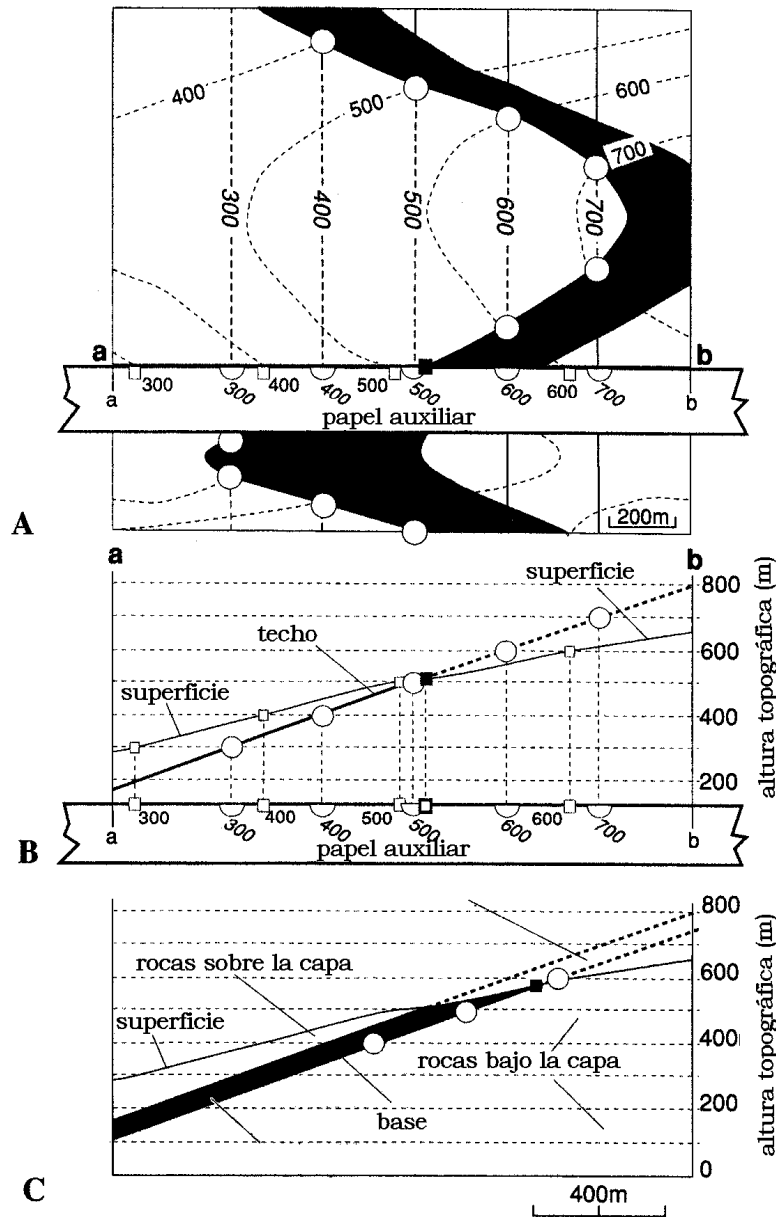 400
500
600
700
300
400
500
600
700
a
b
300
300
400
400
500
500
600
600
700
a
b
papel auxiliar
200m
A
a
b
superficie
techo
superficie
800
600
400
200
altura topográfica (m)
300
300
400
400
500
500
600
600
700
a
b
papel auxiliar
B
800
600
400
200
0
altura topográfica (m)
rocas sobre la capa
superficie
rocas bajo la capa
base
C
400m